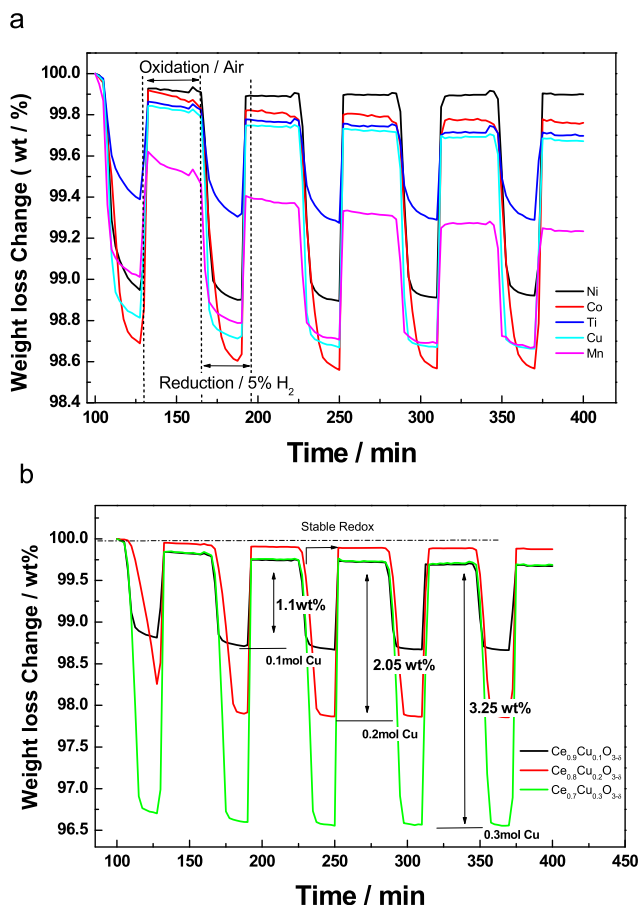 a
Oxidation / Air
100.0
99.8
99.6
99.4
99.2
99.0
98.8
98.6
98.4
Weight loss Change ( wt / %)
Ni
Co
Ti
Cu
Mn
Reduction / 5% H₂
100 150 200 250 300 350 400
Time / min
b
Stable Redox
100.0
99.5
99.0
98.5
98.0
97.5
97.0
96.5
Weight loss Change / wt%
1.1wt%
0.1mol Cu
2.05 wt%
0.2mol Cu
3.25 wt%
Ce₀.₉Cu₀.₁O₃₋δ
Ce₀.₈Cu₀.₂O₃₋δ
Ce₀.₇Cu₀.₃O₃₋δ
0.3mol Cu
100 150 200 250 300 350 400 450
Time / min